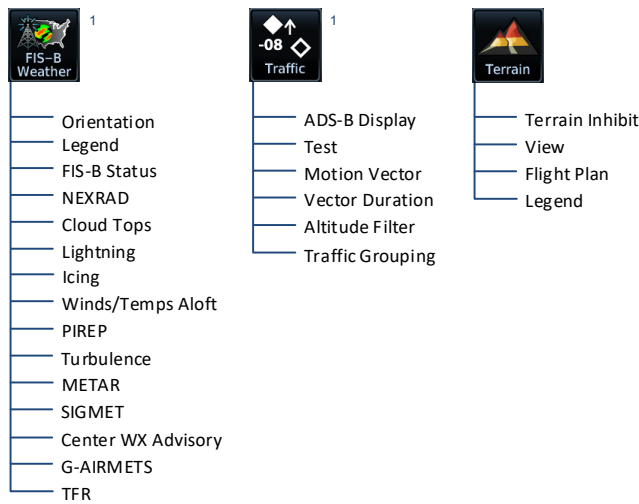 1
FIS–B
Weather
Orientation
Legend
FIS-B Status
NEXRAD
Cloud Tops
Lightning
Icing
Winds/Temps Aloft
PIREP
Turbulence
METAR
SIGMET
Center WX Advisory
G-AIRMETS
TFR
1
-08
Traffic
ADS-B Display
Test
Motion Vector
Vector Duration
Altitude Filter
Traffic Grouping
Terrain
Terrain Inhibit
View
Flight Plan
Legend